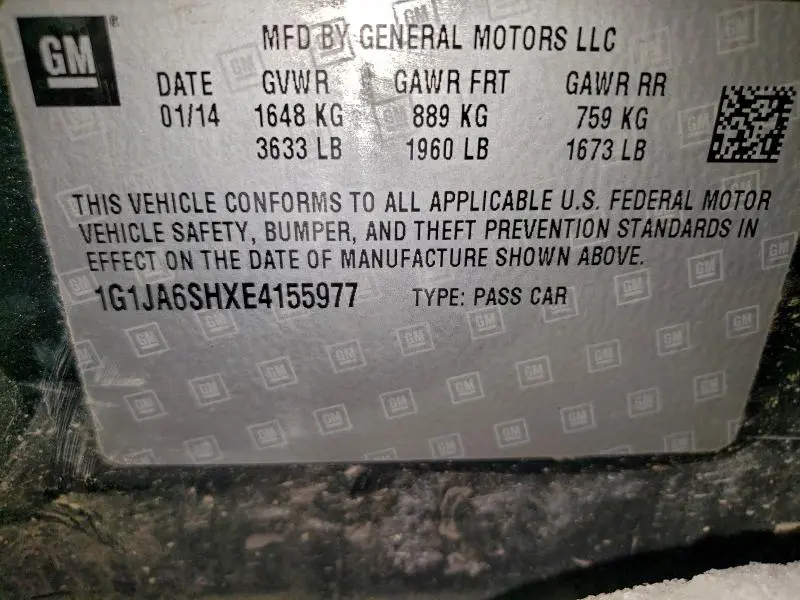 GM
MFD BY GENERAL MOTORS LLC
DATE GVWR GAWR FRT GAWR RR
01/14 1648 KG 889 KG 759 KG
3633 LB 1960 LB 1673 LB
THIS VEHICLE CONFORMS TO ALL APPLICABLE U.S. FEDERAL MOTOR
VEHICLE SAFETY, BUMPER, AND THEFT PREVENTION STANDARDS IN
EFFECT ON THE DATE OF MANUFACTURE SHOWN ABOVE.
1G1JA6SHXE4155977 TYPE: PASS CAR